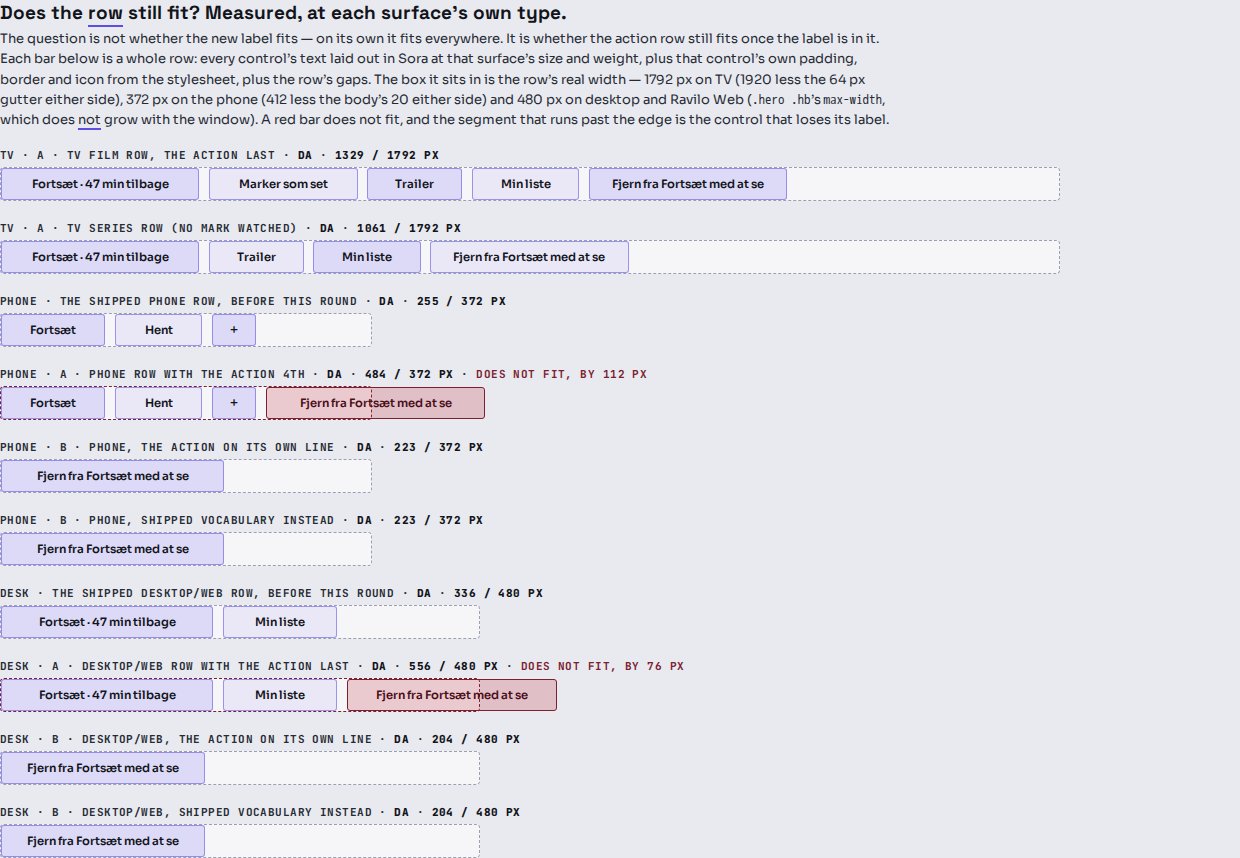 Does the row still fit? Measured, at each surface's own type.
The question is not whether the new label fits — on its own it fits everywhere. It is whether the action row still fits once the label is in it.
Each bar below is a whole row: every control's text laid out in Sora at that surface's size and weight, plus that control's own padding,
border and icon from the stylesheet, plus the row's gaps. The box it sits in is the row's real width — 1792 px on TV (1920 less the 64 px
gutter either side), 372 px on the phone (412 less the body's 20 either side) and 480 px on desktop and Ravilo Web (.hero .hb's max-width,
which does not grow with the window). A red bar does not fit, and the segment that runs past the edge is the control that loses its label.
TV · A · TV FILM ROW, THE ACTION LAST · DA · 1329 / 1792 PX
Fortsæt · 47 min tilbage Marker som set Trailer Min liste Fjern fra Fortsæt med at se
TV · A · TV SERIES ROW (NO MARK WATCHED) · DA · 1061 / 1792 PX
Fortsæt · 47 min tilbage Trailer Min liste Fjern fra Fortsæt med at se
PHONE · THE SHIPPED PHONE ROW, BEFORE THIS ROUND · DA · 255 / 372 PX
Fortsæt Hent +
PHONE · A · PHONE ROW WITH THE ACTION 4TH · DA · 484 / 372 PX · DOES NOT FIT, BY 112 PX
Fortsæt Hent + Fjern fra Fortsæt med at se
PHONE · B · PHONE, THE ACTION ON ITS OWN LINE · DA · 223 / 372 PX
Fjern fra Fortsæt med at se
PHONE · B · PHONE, SHIPPED VOCABULARY INSTEAD · DA · 223 / 372 PX
Fjern fra Fortsæt med at se
DESK · THE SHIPPED DESKTOP/WEB ROW, BEFORE THIS ROUND · DA · 336 / 480 PX
Fortsæt · 47 min tilbage Min liste
DESK · A · DESKTOP/WEB ROW WITH THE ACTION LAST · DA · 556 / 480 PX · DOES NOT FIT, BY 76 PX
Fortsæt · 47 min tilbage Min liste Fjern fra Fortsæt med at se
DESK · B · DESKTOP/WEB, THE ACTION ON ITS OWN LINE · DA · 204 / 480 PX
Fjern fra Fortsæt med at se
DESK · B · DESKTOP/WEB, SHIPPED VOCABULARY INSTEAD · DA · 204 / 480 PX
Fjern fra Fortsæt med at se